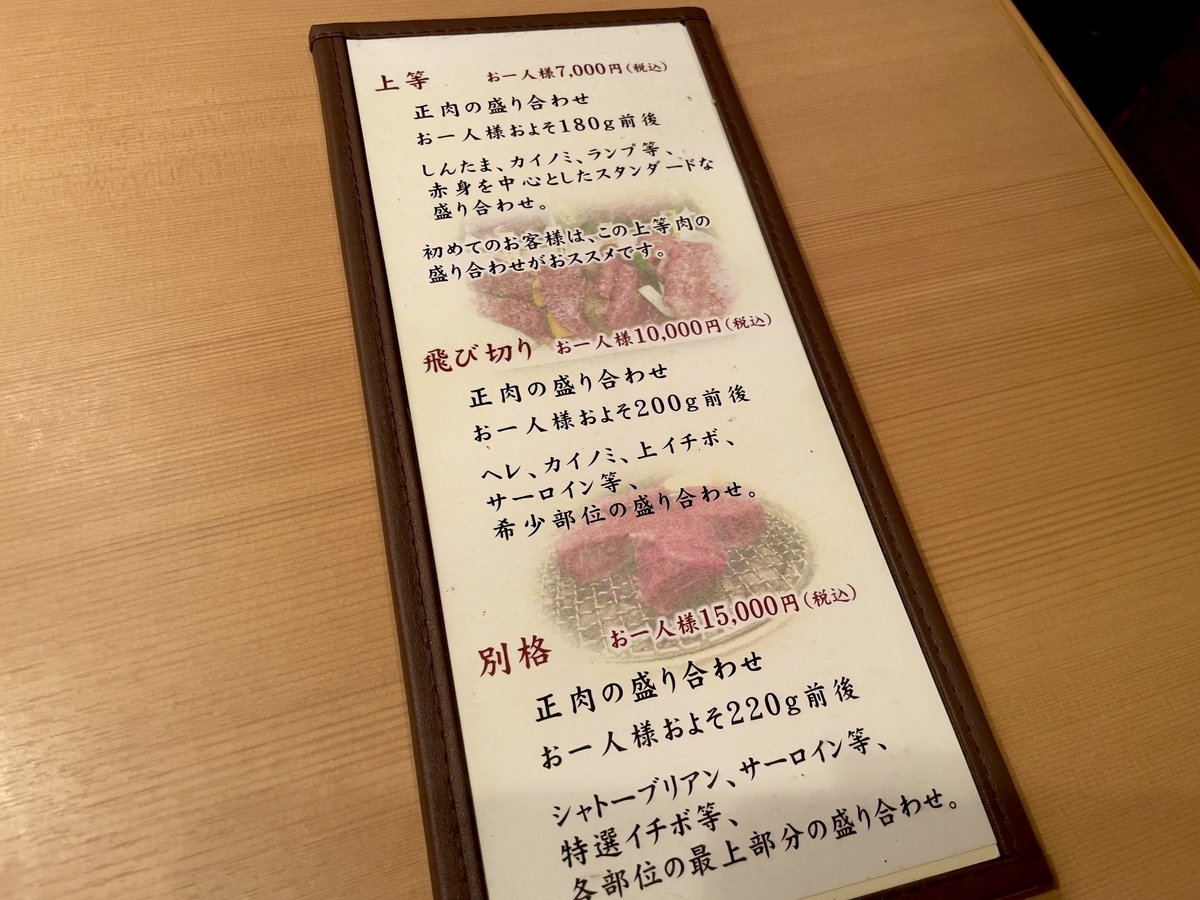 上等 お一人様7,000円(税込)
正肉の盛り合わせ
お一人様およそ180g前後
しんたま、カイノミ、ランプ等、
赤身を中心としたスタンダードな
盛り合わせ。
初めてのお客様は、この上等肉の
盛り合わせがおススメです。
飛び切り お一人様10,000円(税込)
正肉の盛り合わせ
お一人様およそ200g前後
ヘレ、カイノミ、上イチボ、
サーロイン等、
希少部位の盛り合わせ。
別格 お一人様15,000円(税込)
正肉の盛り合わせ
お一人様およそ220g前後
シャトーブリアン、サーロイン等、
特選イチボ等、
各部位の最上部分の盛り合わせ。